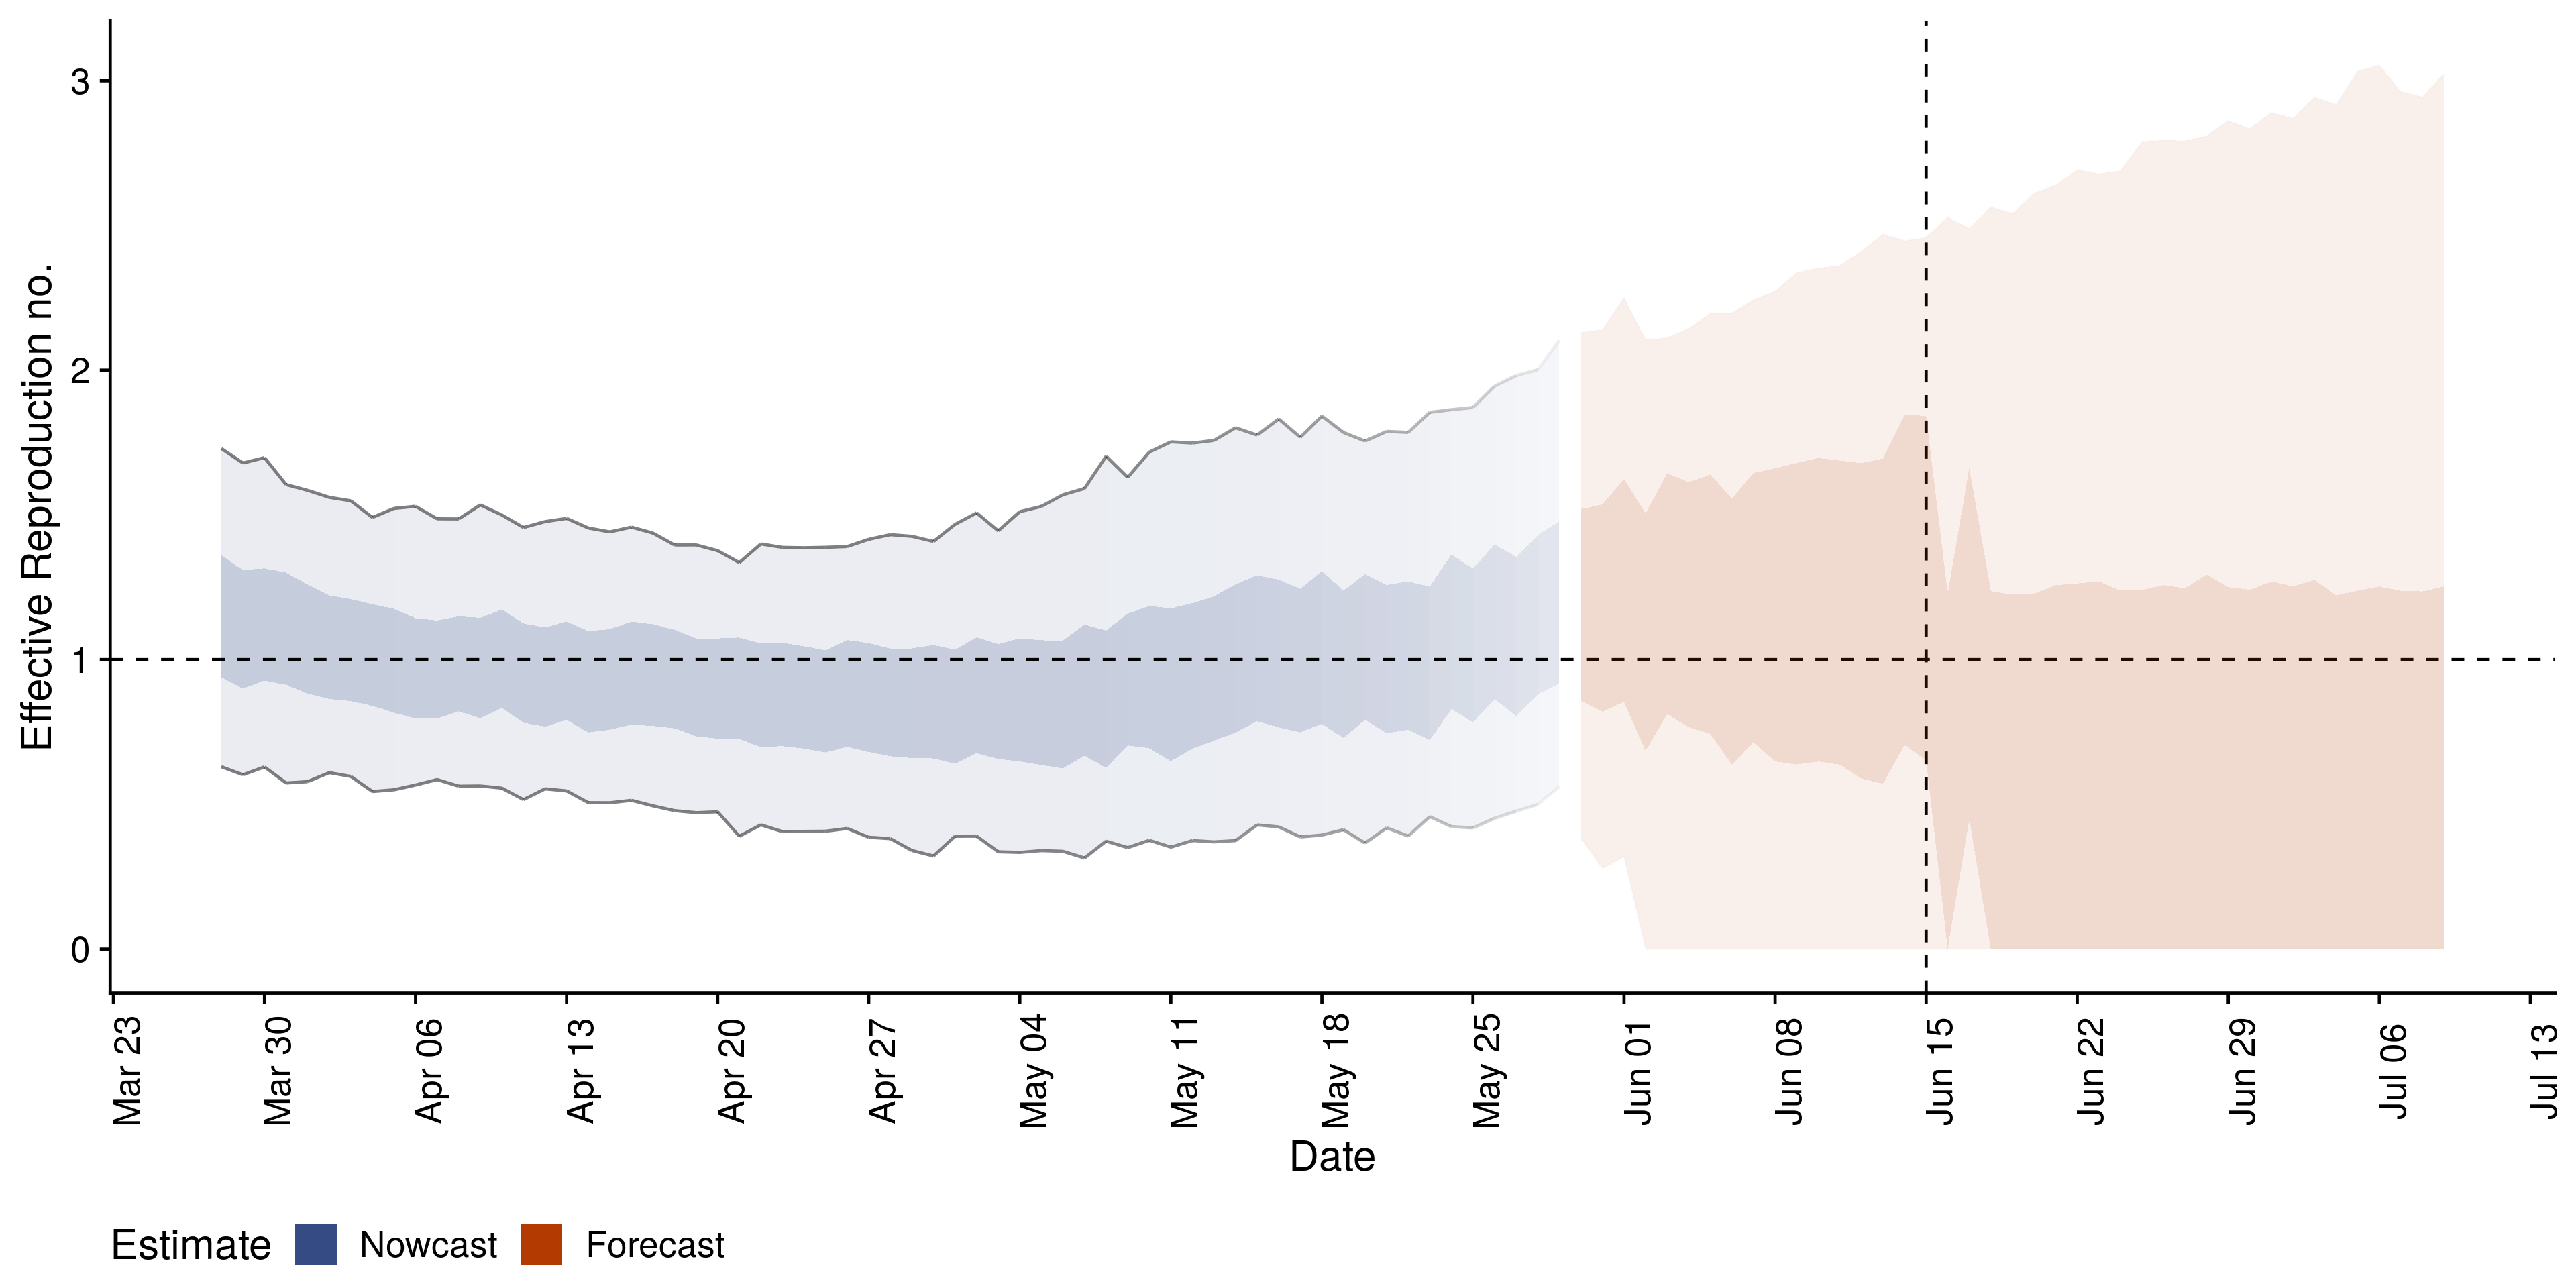 Effective Reproduction no.
3
2
1
0
Mar 23
Mar 30
Apr 06
Apr 13
Apr 20
Apr 27
May 04
May 11
May 18
May 25
Jun 01
Jun 08
Jun 15
Jun 22
Jun 29
Jul 06
Jul 13
Date
Estimate Nowcast Forecast